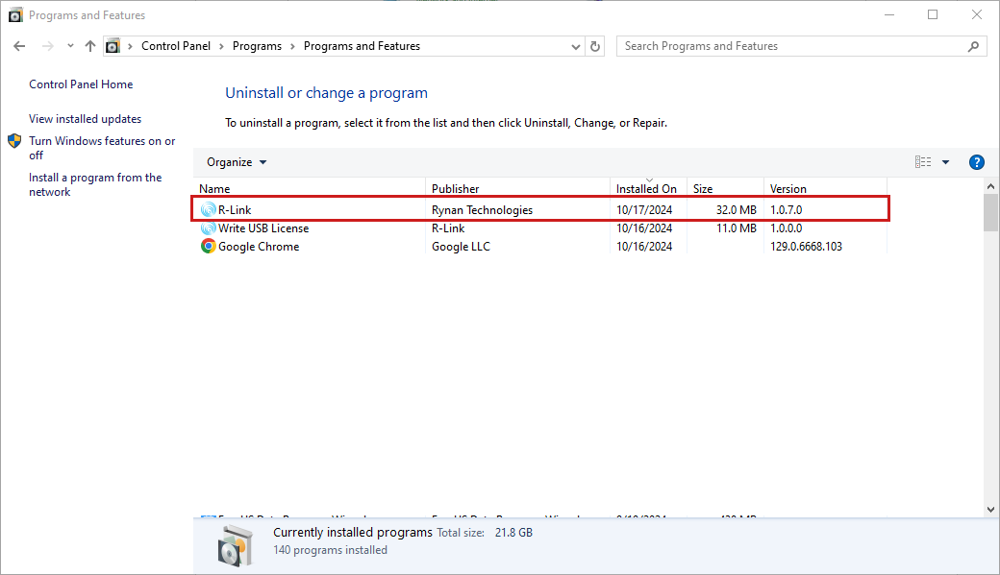 Programs and Features
Control Panel > Programs > Programs and Features
Search Programs and Features
Control Panel Home
View installed updates
Turn Windows features on or
off
Install a program from the
network
Uninstall or change a program
To uninstall a program, select it from the list and then click Uninstall, Change, or Repair.
Organize
Name Publisher Installed On Size Version
R-Link Rynan Technologies 10/17/2024 32.0 MB 1.0.7.0
Write USB License R-Link 10/16/2024 11.0 MB 1.0.0.0
Google Chrome Google LLC 10/16/2024 129.0.6668.103
Currently installed programs Total size: 21.8 GB
140 programs installed